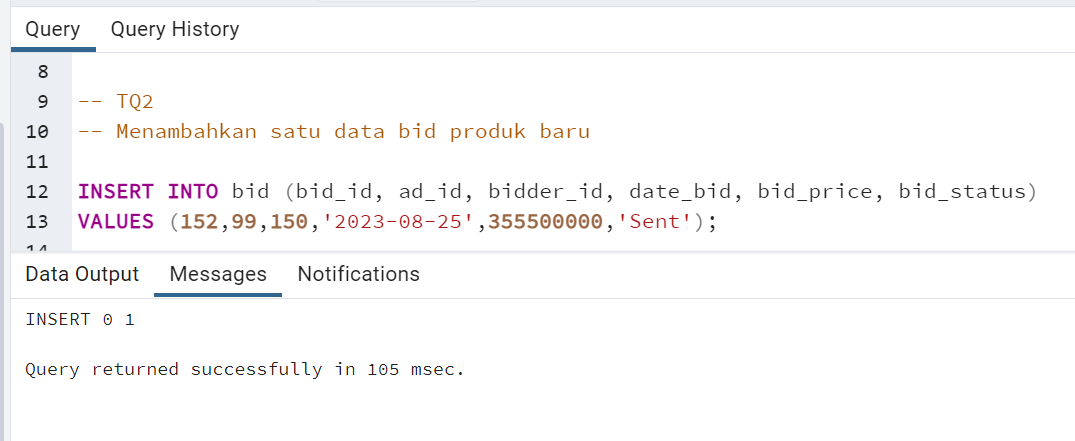 Query Query History
8
9 -- TQ2
10 -- Menambahkan satu data bid produk baru
11
12 INSERT INTO bid (bid_id, ad_id, bidder_id, date_bid, bid_price, bid_status)
13 VALUES (152,99,150,'2023-08-25',355500000,'Sent');
14
Data Output Messages Notifications
INSERT 0 1
Query returned successfully in 105 msec.